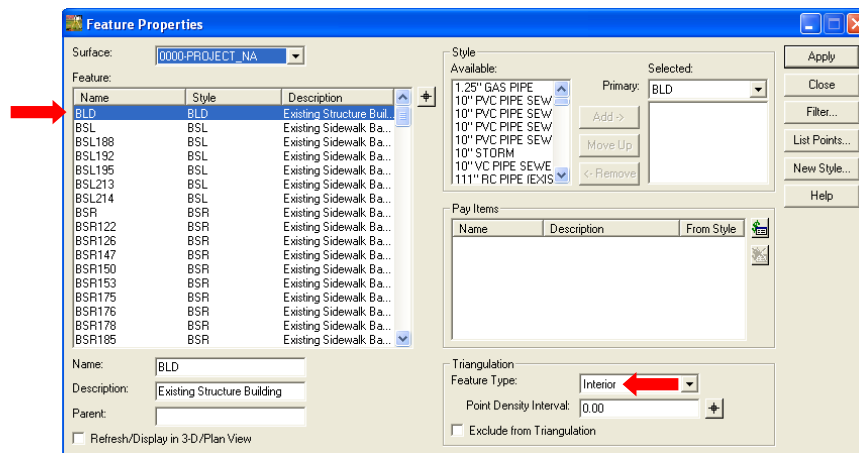 Feature Properties
Surface: 0000-PROJECT_NA
Feature:
Name Style Description
BLD BLD Existing Structure Buil...
BSL BSL Existing Sidewalk Ba...
BSL188 BSL Existing Sidewalk Ba...
BSL192 BSL Existing Sidewalk Ba...
BSL195 BSL Existing Sidewalk Ba...
BSL213 BSL Existing Sidewalk Ba...
BSL214 BSL Existing Sidewalk Ba...
BSR BSR Existing Sidewalk Ba...
BSR122 BSR Existing Sidewalk Ba...
BSR126 BSR Existing Sidewalk Ba...
BSR147 BSR Existing Sidewalk Ba...
BSR150 BSR Existing Sidewalk Ba...
BSR153 BSR Existing Sidewalk Ba...
BSR175 BSR Existing Sidewalk Ba...
BSR176 BSR Existing Sidewalk Ba...
BSR178 BSR Existing Sidewalk Ba...
BSR185 BSR Existing Sidewalk Ba...
Name: BLD
Description: Existing Structure Building
Parent:
Refresh/Display in 3-D/Plan View
Style
Available:
1.25" GAS PIPE
10" PVC PIPE SEW
10" PVC PIPE SEW
10" PVC PIPE SEW
10" PVC PIPE SEW
10" STORM
10" VC PIPE SEWE
111" RC PIPE (EXIS
Add ->
Move Up
<- Remove
Selected:
Primary: BLD
Pay Items
Name Description From Style
Triangulation
Feature Type: Interior
Point Density Interval: 0.00
Exclude from Triangulation
Apply
Close
Filter...
List Points...
New Style...
Help